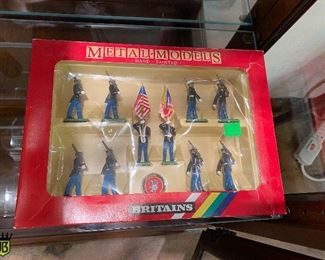 METAL MODELS
HAND PAINTED
BRITAINS